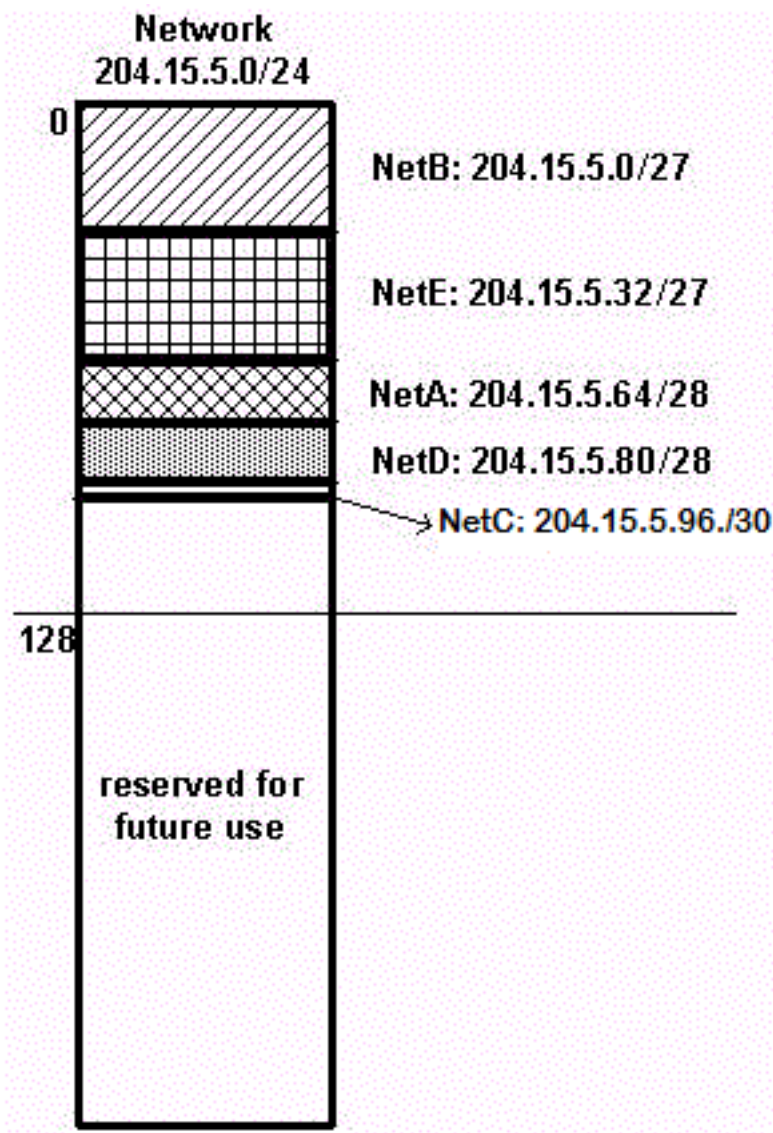 Network
204.15.5.0/24
0
NetB: 204.15.5.0/27
NetE: 204.15.5.32/27
NetA: 204.15.5.64/28
NetD: 204.15.5.80/28
NetC: 204.15.5.96./30
128
reserved for
future use